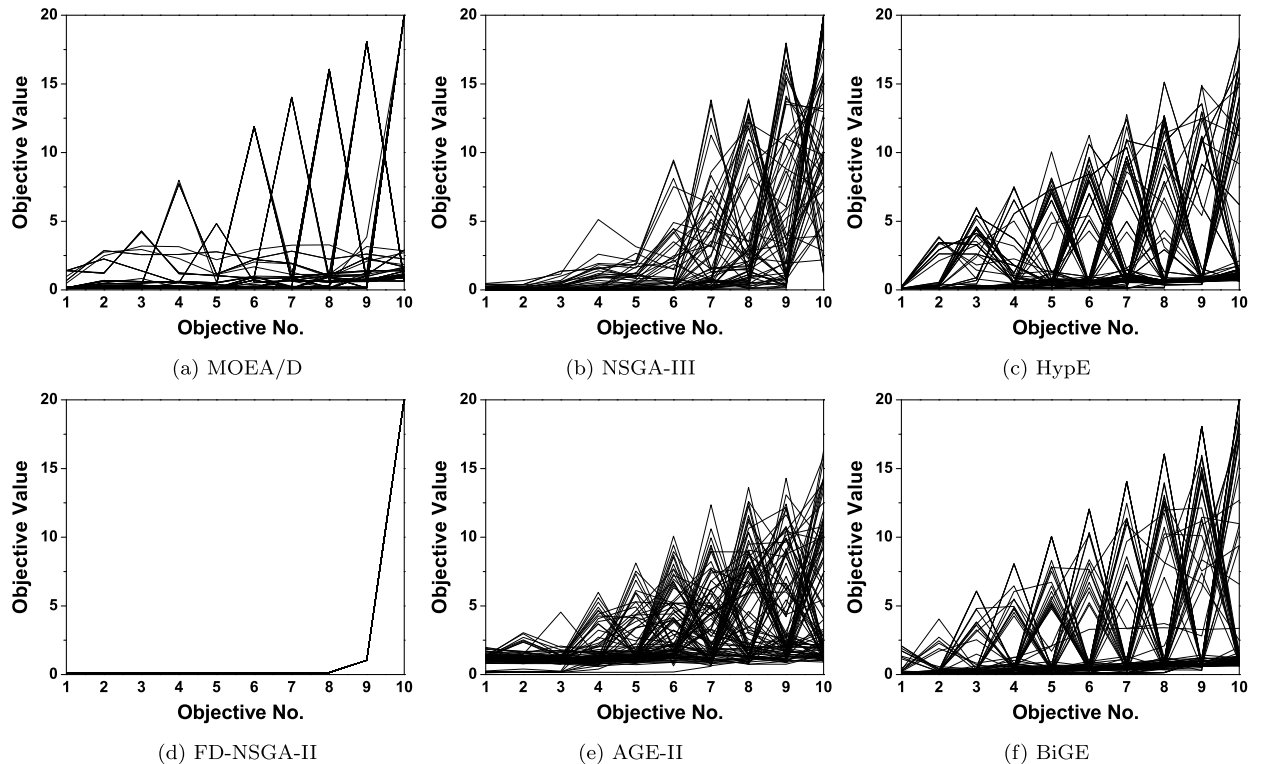 20 20 20
15 15 15
10 10 10
5 5 5
0 0 0
Objective Value Objective Value Objective Value
1 2 3 4 5 6 7 8 9 10 1 2 3 4 5 6 7 8 9 10 1 2 3 4 5 6 7 8 9 10
Objective No. Objective No. Objective No.
(a) MOEA/D (b) NSGA-III (c) HypE
20 20 20
15 15 15
10 10 10
5 5 5
0 0 0
Objective Value Objective Value Objective Value
1 2 3 4 5 6 7 8 9 10 1 2 3 4 5 6 7 8 9 10 1 2 3 4 5 6 7 8 9 10
Objective No. Objective No. Objective No.
(d) FD-NSGA-II (e) AGE-II (f) BiGE